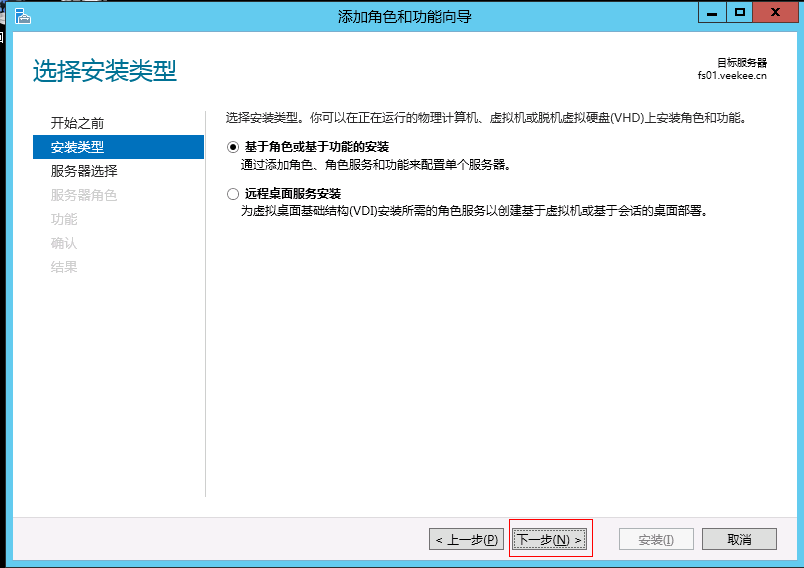 添加角色和功能向导
选择安装类型
目标服务器
fs01.veekee.cn
开始之前
安装类型
服务器选择
服务器角色
功能
确认
结果
选择安装类型。你可以在正在运行的物理计算机、虚拟机或脱机虚拟硬盘(VHD)上安装角色和功能。
基于角色或基于功能的安装
通过添加角色、角色服务和功能来配置单个服务器。
远程桌面服务安装
为虚拟桌面基础结构(VDI)安装所需的角色服务以创建基于虚拟机或基于会话的桌面部署。
< 上一步(P)
下一步(N) >
安装(I)
取消